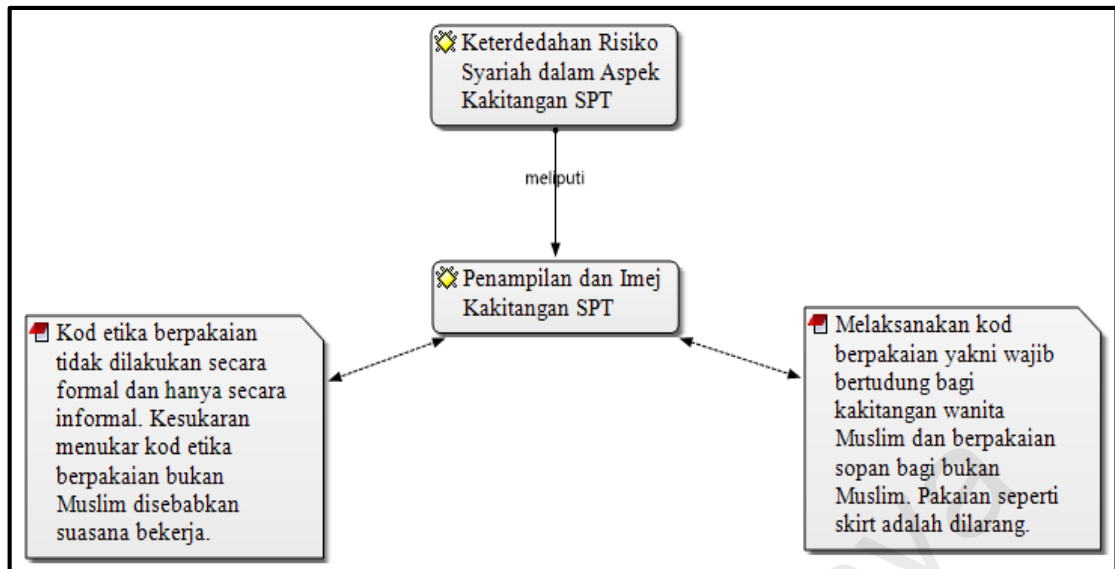 Keterdedahan Risiko
Syariah dalam Aspek
Kakitangan SPT
meliputi
Penampilan dan Imej
Kakitangan SPT
Kod etika berpakaian
tidak dilakukan secara
formal dan hanya secara
informal. Kesukaran
menukar kod etika
berpakaian bukan
Muslim disebabkan
suasana bekerja.
Melaksanakan kod
berpakaian yakni wajib
bertudung bagi
kakitangan wanita
Muslim dan berpakaian
sopan bagi bukan
Muslim. Pakaian seperti
skirt adalah dilarang.